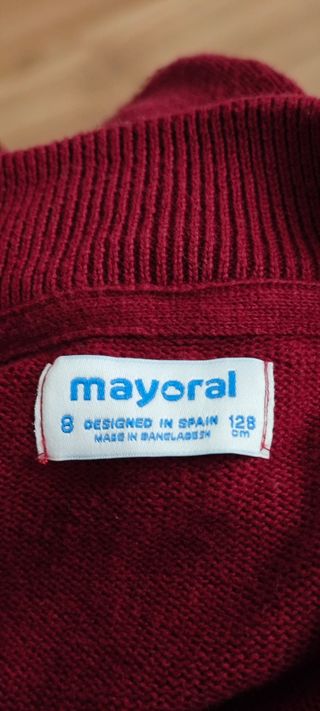 mayoral
8 DESIGNED IN SPAIN 128
MADE IN BANGLADESH cm